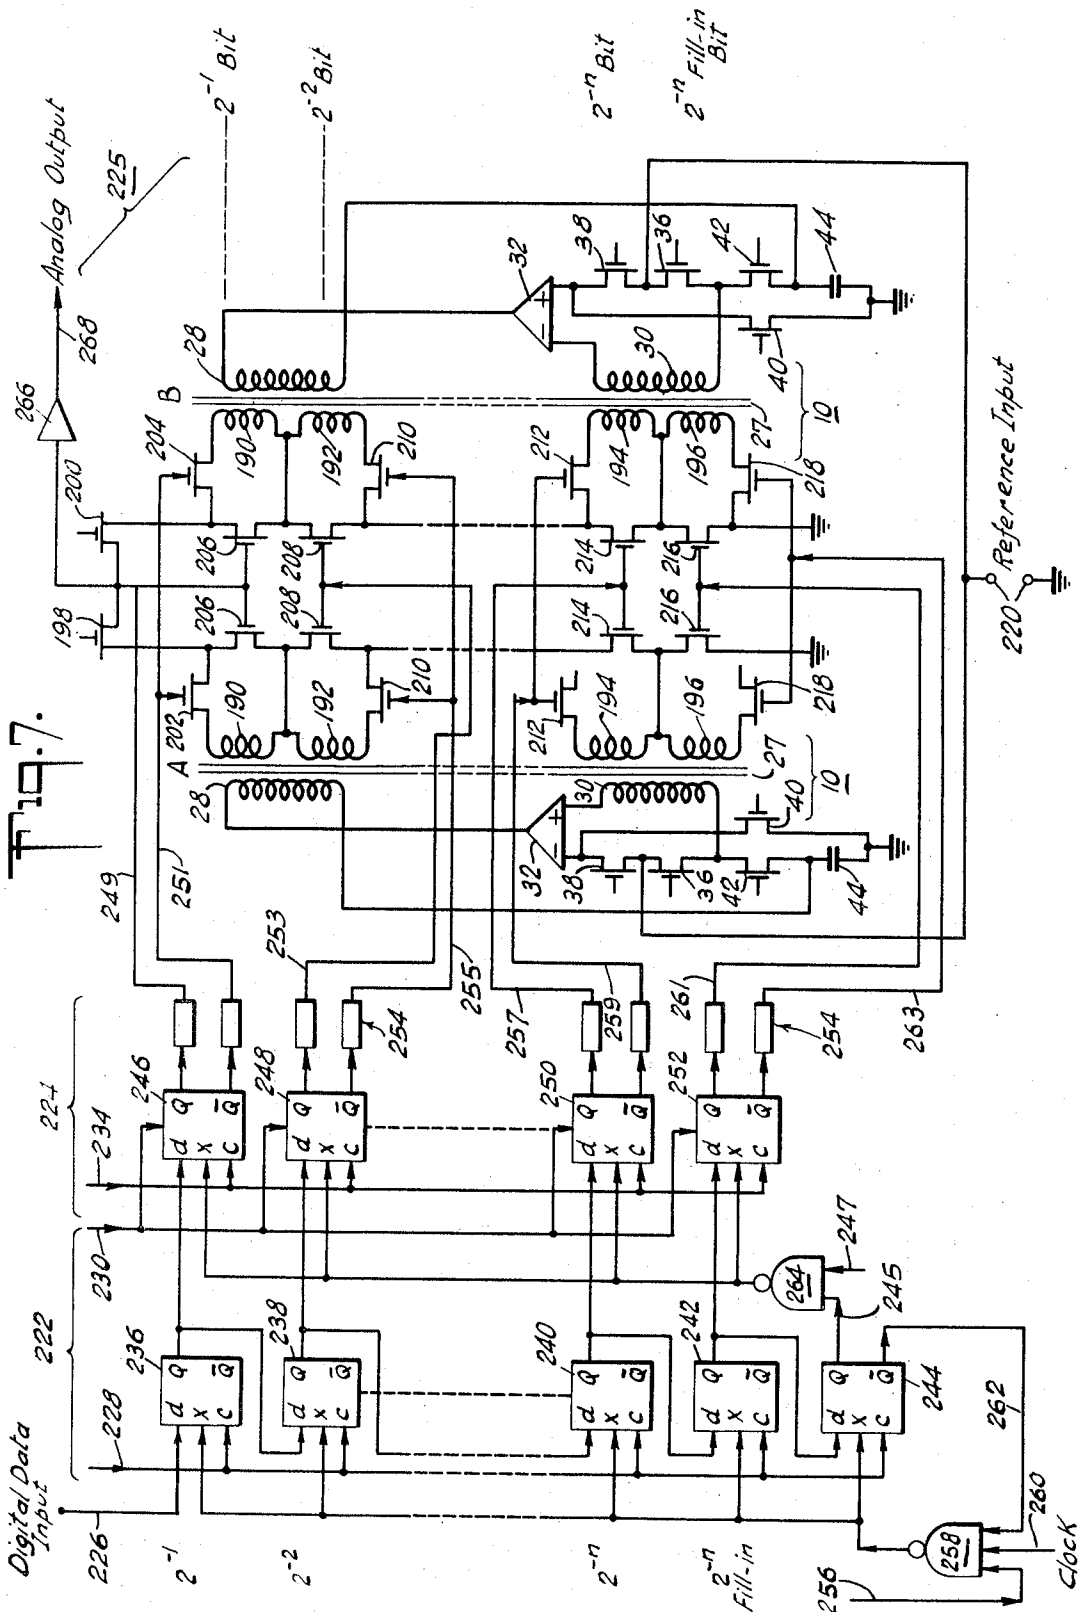 Fig. 7.
Digital Data
Input
226
228
222
230
234
224
249
251
198
200
266
268
Analog Output
225
2⁻¹ Bit
2⁻² Bit
2⁻ⁿ Bit
2⁻ⁿ Fill-in
Bit
2⁻¹
236
d
X
C
Q
Q̄
246
d
X
C
Q
Q̄
2⁻²
238
d
X
C
Q
Q̄
248
d
X
C
Q
Q̄
253
254
255
2⁻ⁿ
240
d
X
C
Q
Q̄
250
d
X
C
Q
Q̄
257
259
2⁻ⁿ
Fill-in
242
d
X
C
Q
Q̄
252
d
X
C
Q
Q̄
261
254
263
244
d
X
C
Q
Q̄
245
247
264
262
256
258
260
Clock
A
28
202
190
206
192
208
210
B
204
190
206
192
208
210
28
32
+
−
30
38
36
42
40
44
27
10
212
194
214
196
216
218
212
194
214
196
216
218
32
−
+
30
38
36
42
40
44
27
10
220
Reference Input